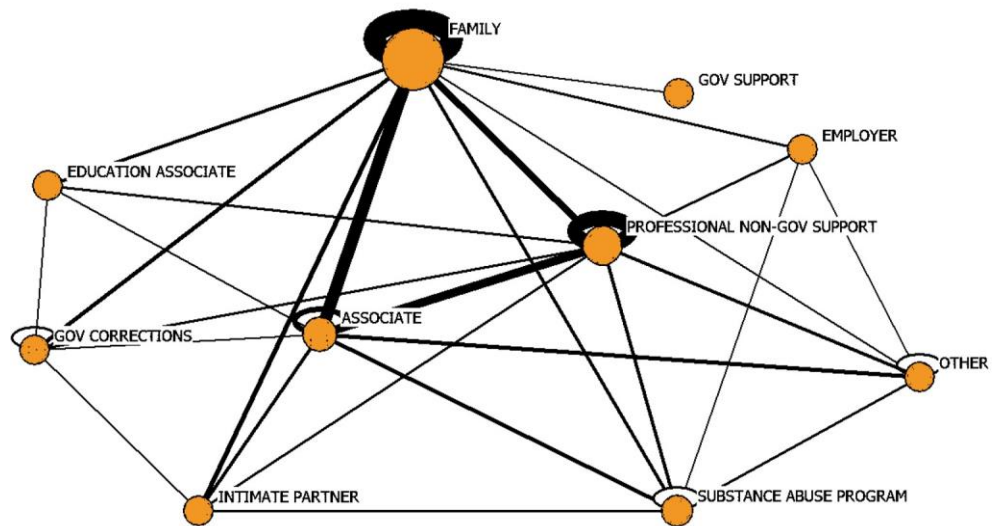 FAMILY
GOV SUPPORT
EMPLOYER
EDUCATION ASSOCIATE
PROFESSIONAL NON-GOV SUPPORT
ASSOCIATE
GOV CORRECTIONS
OTHER
INTIMATE PARTNER
SUBSTANCE ABUSE PROGRAM